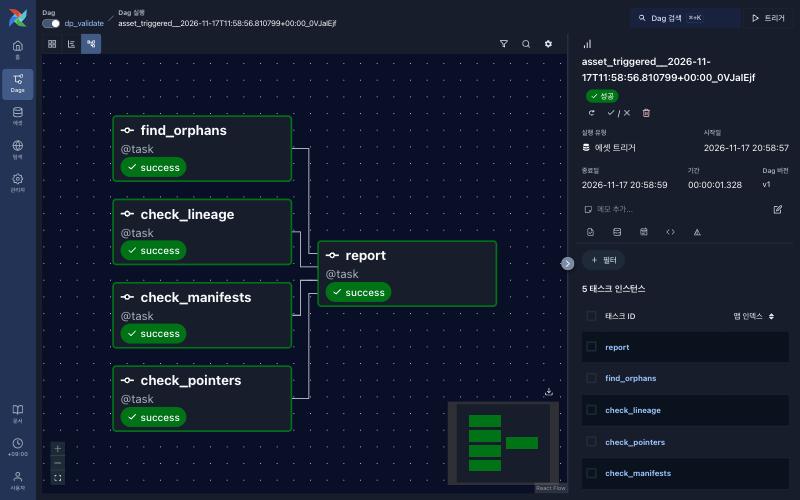 Dag
dp_validate
/
Dag 실행
asset_triggered__2026-11-17T11:58:56.810799+00:00_0VJalEjf
Dag 검색
⌘+K
트리거
홈
Dags
에셋
탐색
관리자
문서
+09:00
사용자
find_orphans
@task
success
check_lineage
@task
success
check_manifests
@task
success
check_pointers
@task
success
report
@task
success
React Flow
asset_triggered__2026-11-
17T11:58:56.810799+00:00_0VJalEjf
성공
/
실행 유형
시작일
에셋 트리거
2026-11-17 20:58:57
종료일
기간
Dag 버전
2026-11-17 20:58:59
00:00:01.328
v1
메모 추가...
필터
5 태스크 인스턴스
태스크 ID
맵 인덱스
report
find_orphans
check_lineage
check_pointers
check_manifests